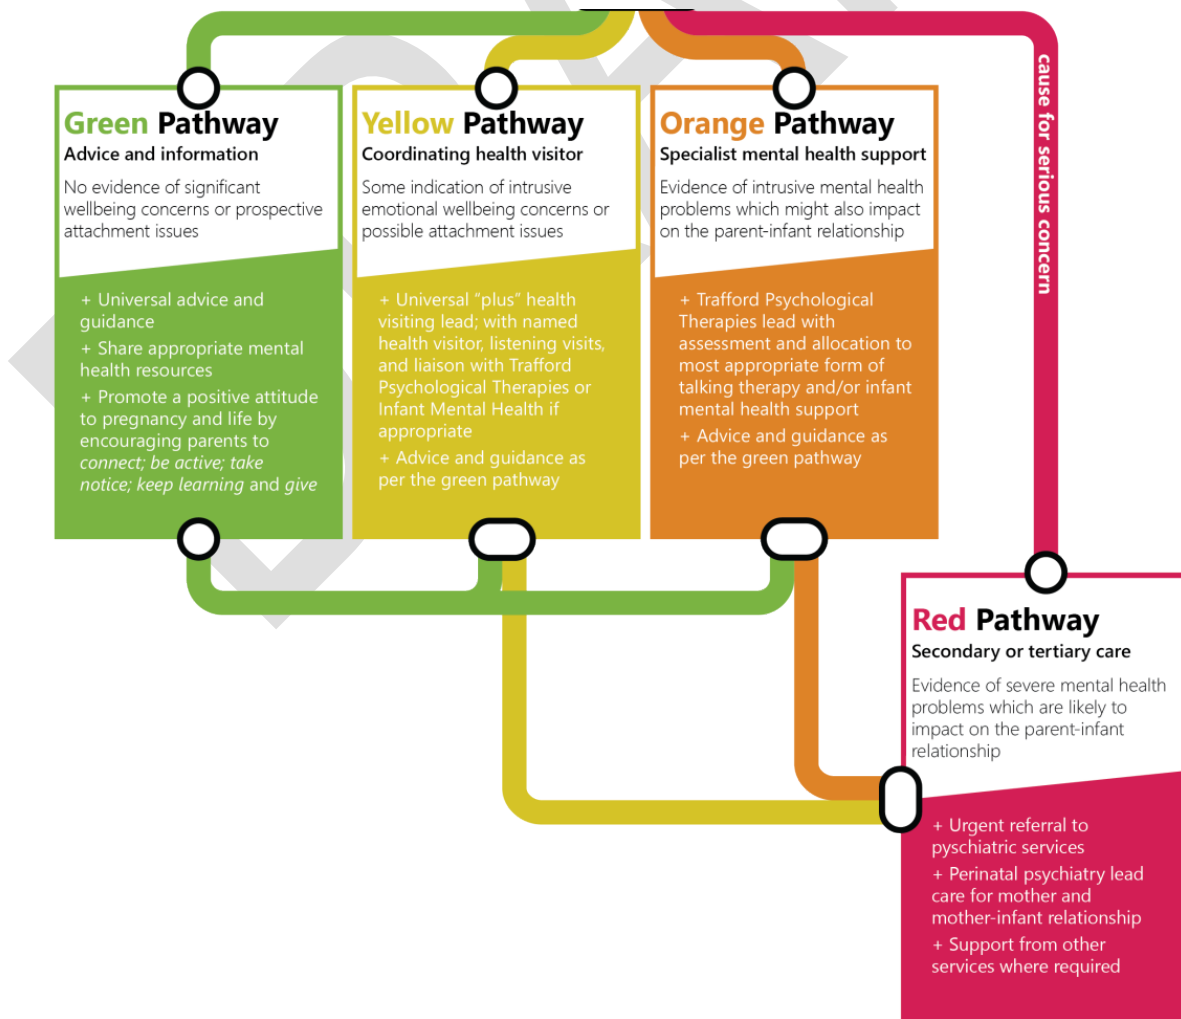 cause for serious concern
Green Pathway
Advice and information
No evidence of significant
wellbeing concerns or prospective
attachment issues
+ Universal advice and
guidance
+ Share appropriate mental
health resources
+ Promote a positive attitude
to pregnancy and life by
encouraging parents to
connect; be active; take
notice; keep learning and give
Yellow Pathway
Coordinating health visitor
Some indication of intrusive
emotional wellbeing concerns or
possible attachment issues
+ Universal “plus” health
visiting lead; with named
health visitor, listening visits,
and liaison with Trafford
Psychological Therapies or
Infant Mental Health if
appropriate
+ Advice and guidance as
per the green pathway
Orange Pathway
Specialist mental health support
Evidence of intrusive mental health
problems which might also impact
on the parent-infant relationship
+ Trafford Psychological
Therapies lead with
assessment and allocation to
most appropriate form of
talking therapy and/or infant
mental health support
+ Advice and guidance as
per the green pathway
Red Pathway
Secondary or tertiary care
Evidence of severe mental health
problems which are likely to
impact on the parent-infant
relationship
+ Urgent referral to
pyschiatric services
+ Perinatal psychiatry lead
care for mother and
mother-infant relationship
+ Support from other
services where required